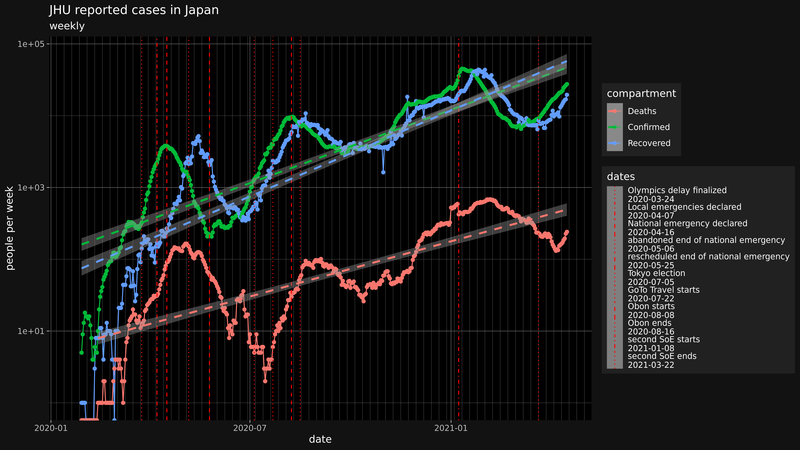 JHU reported cases in Japan
weekly
1e+05
1e+03
1e+01
people per week
2020-01
2020-07
2021-01
date
compartment
Deaths
Confirmed
Recovered
dates
Olympics delay finalized
2020-03-24
Local emergencies declared
2020-04-07
National emergency declared
2020-04-16
abandoned end of national emergency
2020-05-06
rescheduled end of national emergency
2020-05-25
Tokyo election
2020-07-05
GoTo Travel starts
2020-07-22
Obon starts
2020-08-08
Obon ends
2020-08-16
second SoE starts
2021-01-08
second SoE ends
2021-03-22